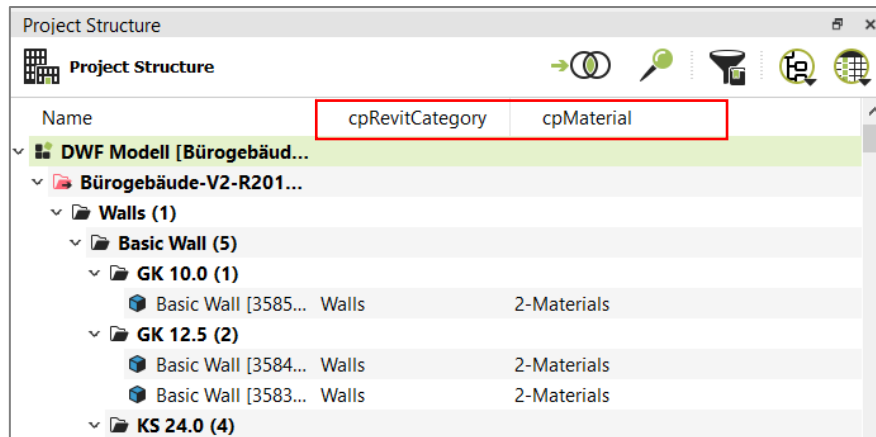 Project Structure
Project Structure
Name cpRevitCategory cpMaterial
DWF Modell [Bürogebäud...
Bürogebäude-V2-R201...
Walls (1)
Basic Wall (5)
GK 10.0 (1)
Basic Wall [3585... Walls 2-Materials
GK 12.5 (2)
Basic Wall [3584... Walls 2-Materials
Basic Wall [3583... Walls 2-Materials
KS 24.0 (4)